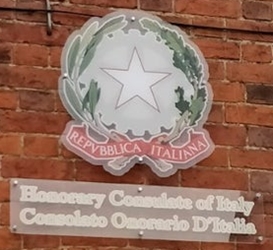 REPVBBLICA ITALIANA
Honorary Consulate of Italy
Consolato Onorario D'Italia